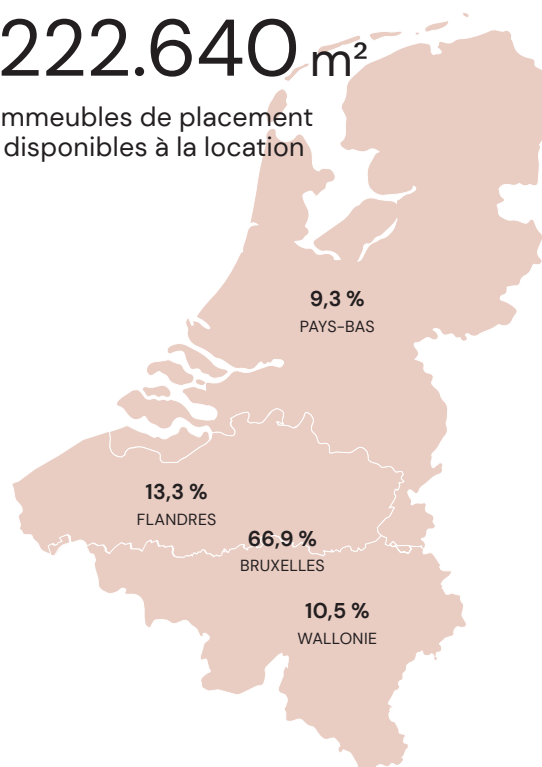 222.640 m²
mmeubles de placement
disponibles à la location
9,3 %
PAYS-BAS
13,3 %
FLANDRES
66,9 %
BRUXELLES
10,5 %
WALLONIE